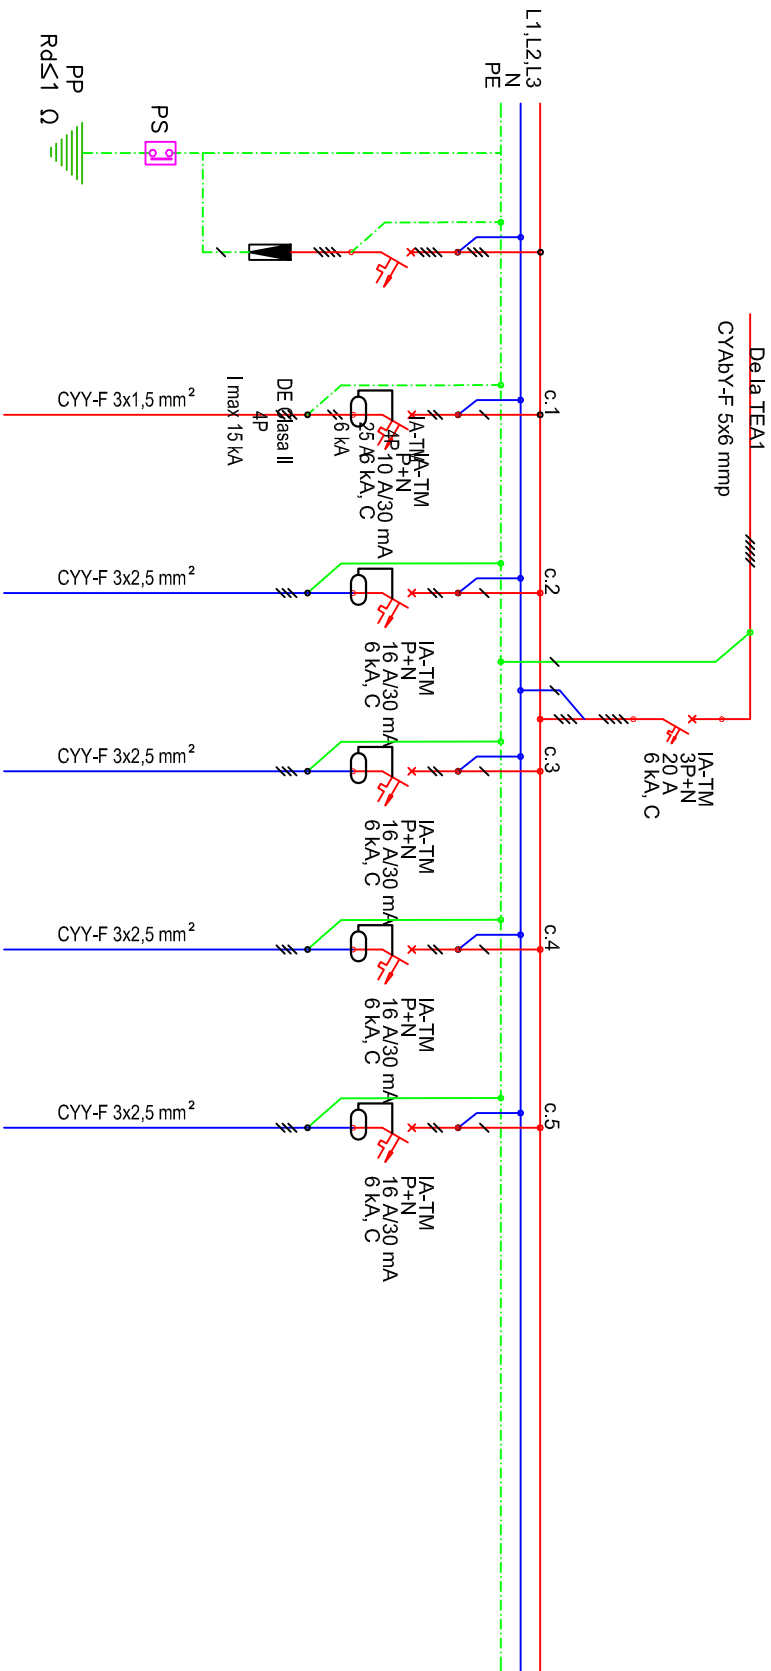 L1,L2,L3
N
PE
PP
Rd≤1 Ω
PS
De la TEA1
CYAbY-F 5x6 mmp
IA-TM
3P+N
20 A
6 kA, C
DE Clasa II
4P
I max 15 kA
IA-TM
4P
25 A
6 kA
c.1
CYY-F 3x1,5 mm²
IA-TM
P+N
10 A/30 mA
6 kA, C
c.2
CYY-F 3x2,5 mm²
IA-TM
P+N
16 A/30 mA
6 kA, C
c.3
CYY-F 3x2,5 mm²
IA-TM
P+N
16 A/30 mA
6 kA, C
c.4
CYY-F 3x2,5 mm²
IA-TM
P+N
16 A/30 mA
6 kA, C
c.5
CYY-F 3x2,5 mm²
IA-TM
P+N
16 A/30 mA
6 kA, C